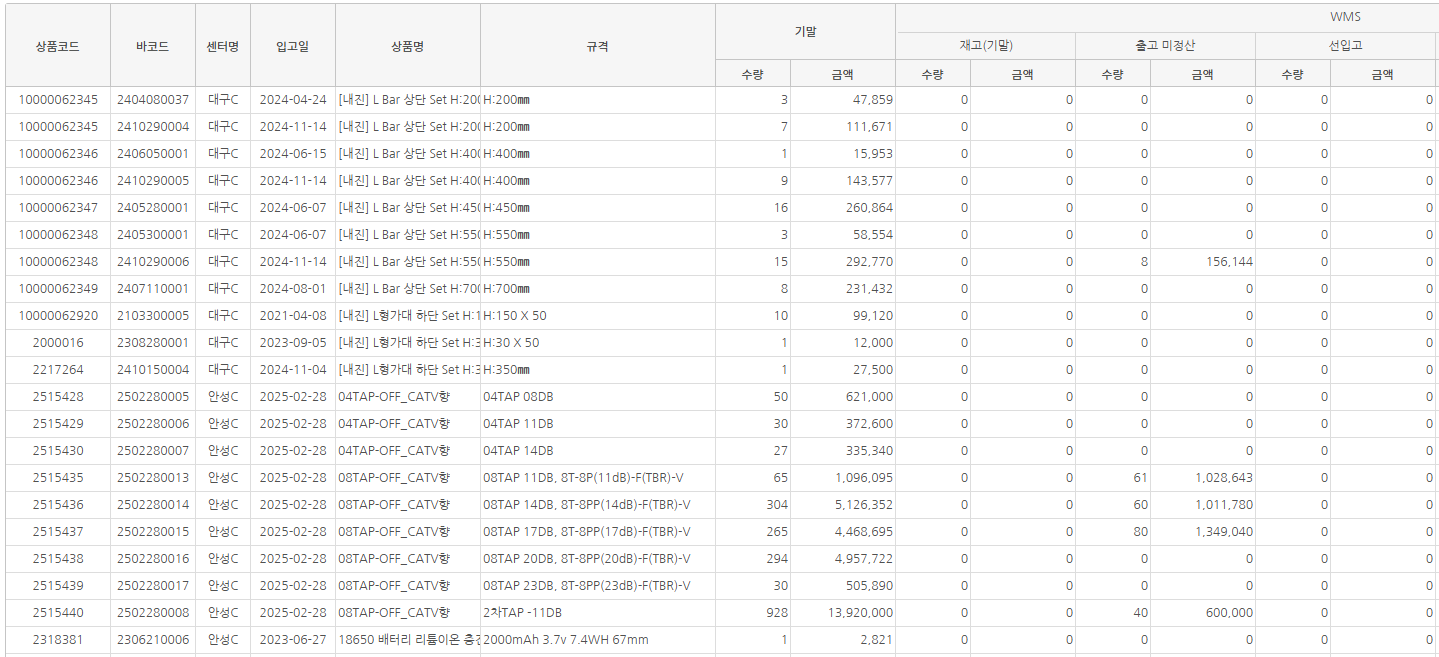 WMS
기말
재고(기말) 출고 미정산 선입고
상품코드 바코드 센터명 입고일 상품명 규격
수량 금액 수량 금액 수량 금액 수량 금액
10000062345 2404080037 대구C 2024-04-24 [내진] L Bar 상단 Set H:200 H:200㎜ 3 47,859 0 0 0 0 0 0
10000062345 2410290004 대구C 2024-11-14 [내진] L Bar 상단 Set H:200 H:200㎜ 7 111,671 0 0 0 0 0 0
10000062346 2406050001 대구C 2024-06-15 [내진] L Bar 상단 Set H:400 H:400㎜ 1 15,953 0 0 0 0 0 0
10000062346 2410290005 대구C 2024-11-14 [내진] L Bar 상단 Set H:400 H:400㎜ 9 143,577 0 0 0 0 0 0
10000062347 2405280001 대구C 2024-06-07 [내진] L Bar 상단 Set H:450 H:450㎜ 16 260,864 0 0 0 0 0 0
10000062348 2405300001 대구C 2024-06-07 [내진] L Bar 상단 Set H:550 H:550㎜ 3 58,554 0 0 0 0 0 0
10000062348 2410290006 대구C 2024-11-14 [내진] L Bar 상단 Set H:550 H:550㎜ 15 292,770 0 0 8 156,144 0 0
10000062349 2407110001 대구C 2024-08-01 [내진] L Bar 상단 Set H:700 H:700㎜ 8 231,432 0 0 0 0 0 0
10000062920 2103300005 대구C 2021-04-08 [내진] L형가대 하단 Set H:1 H:150 X 50 10 99,120 0 0 0 0 0 0
2000016 2308280001 대구C 2023-09-05 [내진] L형가대 하단 Set H:3 H:30 X 50 1 12,000 0 0 0 0 0 0
2217264 2410150004 대구C 2024-11-04 [내진] L형가대 하단 Set H:3 H:350㎜ 1 27,500 0 0 0 0 0 0
2515428 2502280005 안성C 2025-02-28 04TAP-OFF_CATV향 04TAP 08DB 50 621,000 0 0 0 0 0 0
2515429 2502280006 안성C 2025-02-28 04TAP-OFF_CATV향 04TAP 11DB 30 372,600 0 0 0 0 0 0
2515430 2502280007 안성C 2025-02-28 04TAP-OFF_CATV향 04TAP 14DB 27 335,340 0 0 0 0 0 0
2515435 2502280013 안성C 2025-02-28 08TAP-OFF_CATV향 08TAP 11DB, 8T-8P(11dB)-F(TBR)-V 65 1,096,095 0 0 61 1,028,643 0 0
2515436 2502280014 안성C 2025-02-28 08TAP-OFF_CATV향 08TAP 14DB, 8T-8PP(14dB)-F(TBR)-V 304 5,126,352 0 0 60 1,011,780 0 0
2515437 2502280015 안성C 2025-02-28 08TAP-OFF_CATV향 08TAP 17DB, 8T-8PP(17dB)-F(TBR)-V 265 4,468,695 0 0 80 1,349,040 0 0
2515438 2502280016 안성C 2025-02-28 08TAP-OFF_CATV향 08TAP 20DB, 8T-8PP(20dB)-F(TBR)-V 294 4,957,722 0 0 0 0 0 0
2515439 2502280017 안성C 2025-02-28 08TAP-OFF_CATV향 08TAP 23DB, 8T-8PP(23dB)-F(TBR)-V 30 505,890 0 0 0 0 0 0
2515440 2502280008 안성C 2025-02-28 08TAP-OFF_CATV향 2차TAP -11DB 928 13,920,000 0 0 40 600,000 0 0
2318381 2306210006 안성C 2023-06-27 18650 배터리 리튬이온 충전 2000mAh 3.7v 7.4WH 67mm 1 2,821 0 0 0 0 0 0